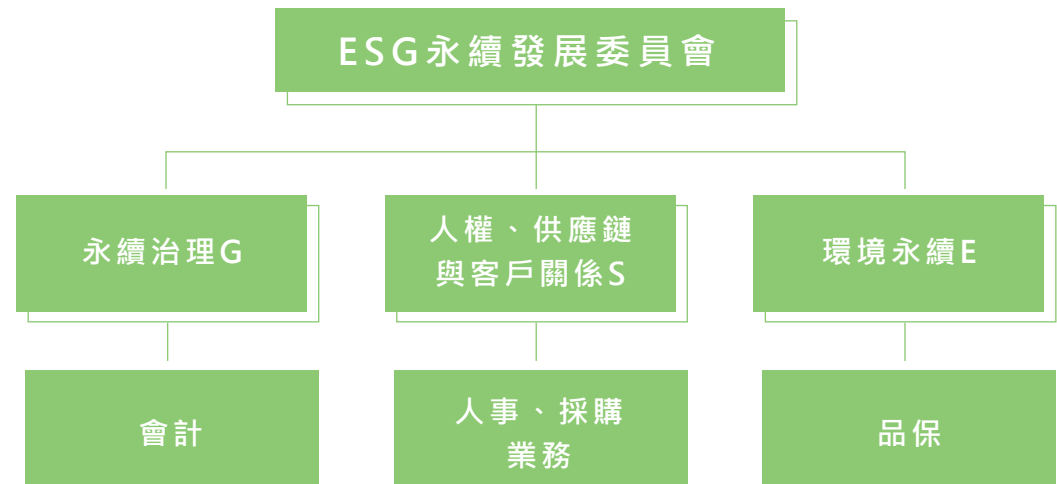 ESG永續發展委員會
永續治理G
人權、供應鏈
與客戶關係S
環境永續E
會計
人事、採購
業務
品保